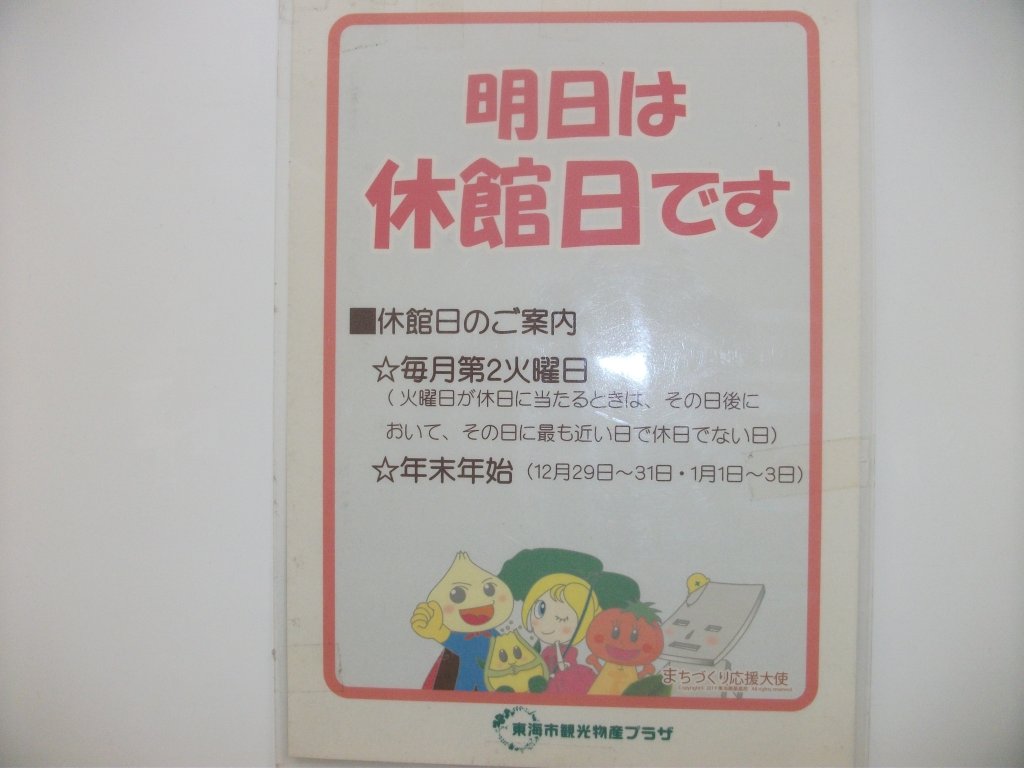 明日は
休館日です
■休館日のご案内
☆毎月第2火曜日
(火曜日が休日に当たるときは、その日後に
おいて、その日に最も近い日で休日でない日)
☆年末年始 (12月29日～31日・1月1日～3日)
まちづくり応援大使
東海市観光物産プラザ